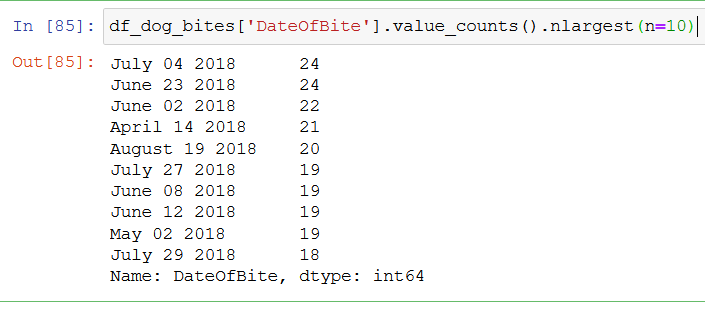 In [85]: df_dog_bites['DateOfBite'].value_counts().nlargest(n=10)
Out[85]: July 04 2018      24
June 23 2018      24
June 02 2018      22
April 14 2018     21
August 19 2018    20
July 27 2018      19
June 08 2018      19
June 12 2018      19
May 02 2018       19
July 29 2018      18
Name: DateOfBite, dtype: int64